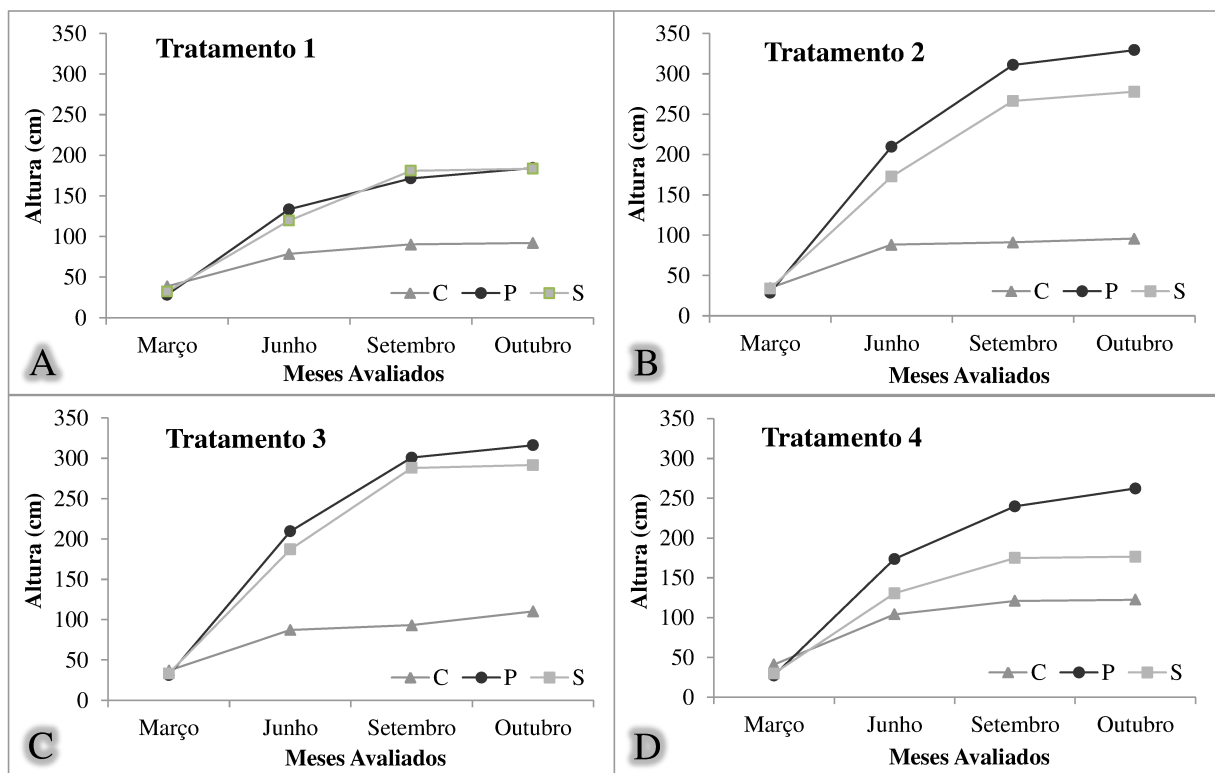 Tratamento 1
Altura (cm)
350
300
250
200
150
100
50
0
C P S
Março Junho Setembro Outubro
Meses Avaliados
A
Tratamento 2
Altura (cm)
350
300
250
200
150
100
50
0
C P S
Março Junho Setembro Outubro
Meses Avaliados
B
Tratamento 3
Altura (cm)
350
300
250
200
150
100
50
0
C P S
Março Junho Setembro Outubro
Meses Avaliados
C
Tratamento 4
Altura (cm)
350
300
250
200
150
100
50
0
C P S
Março Junho Setembro Outubro
Meses Avaliados
D